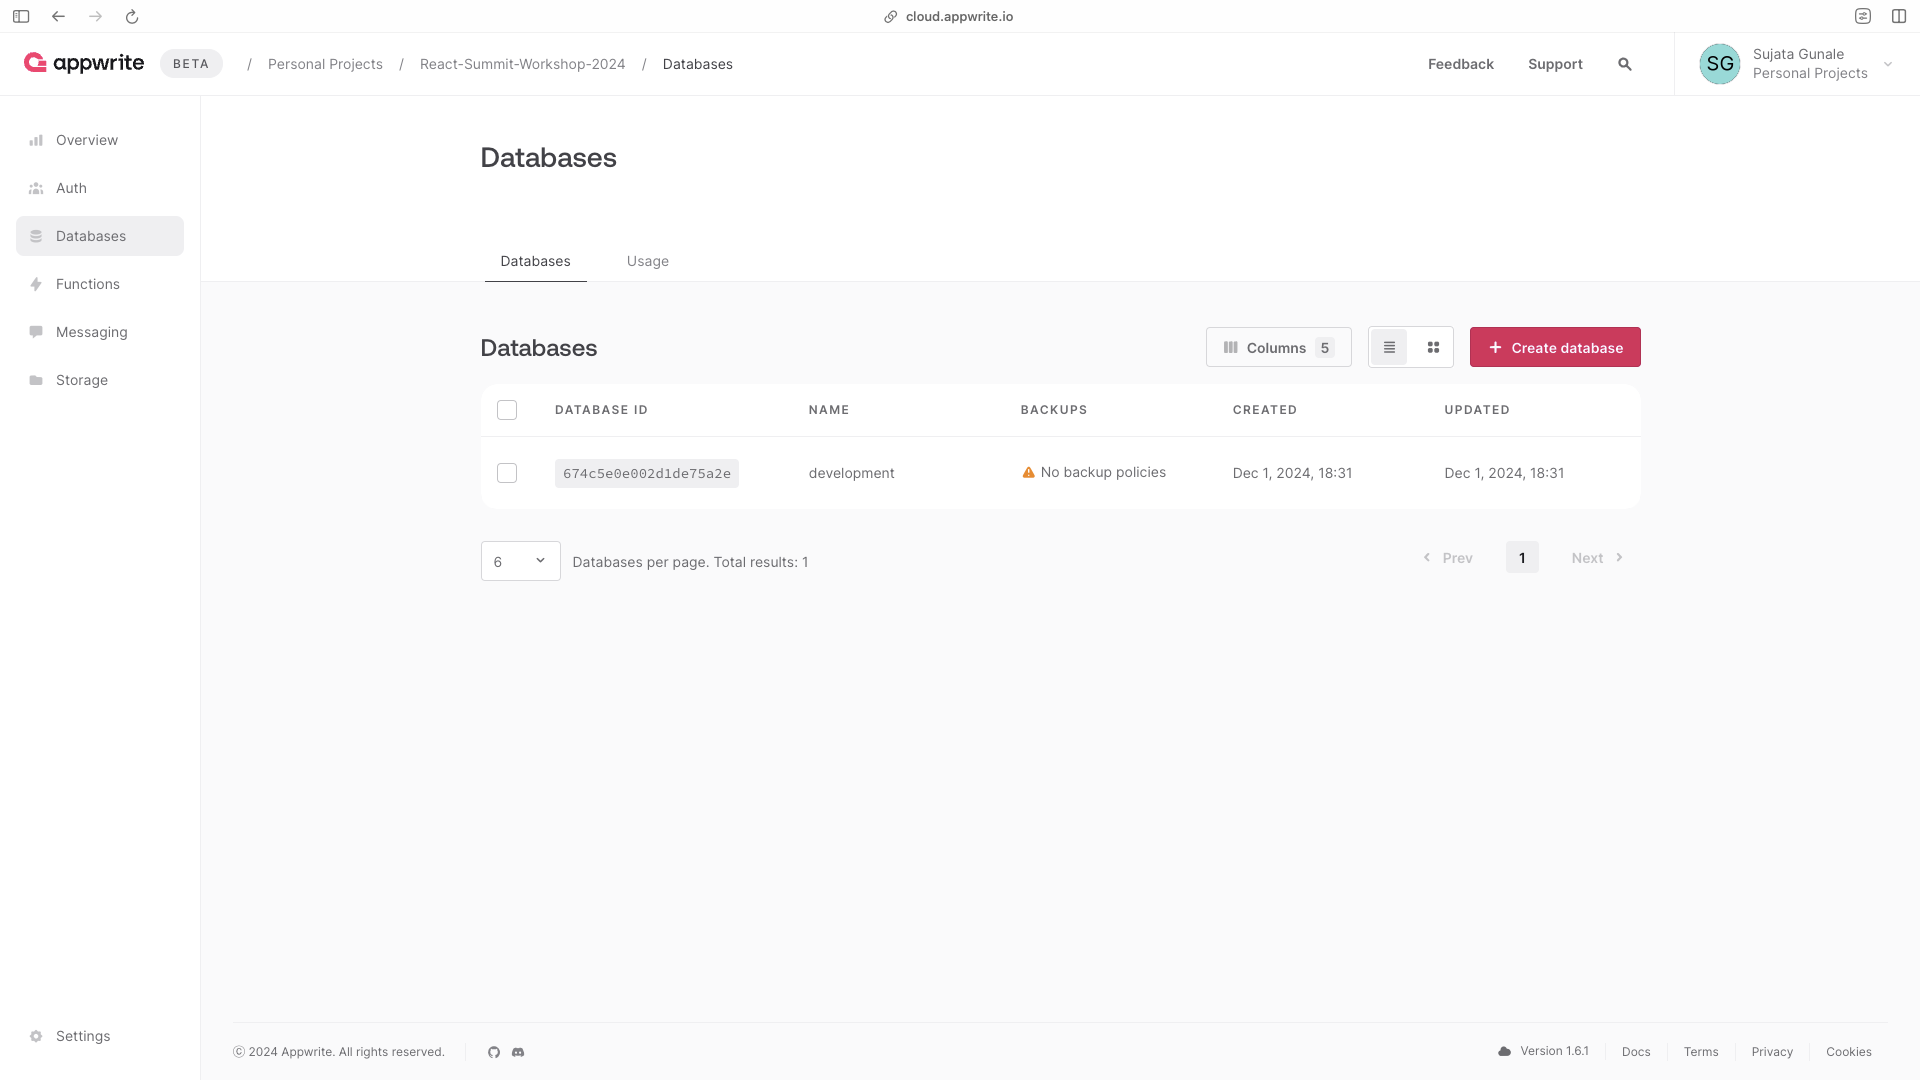 cloud.appwrite.io
appwrite BETA / Personal Projects / React-Summit-Workshop-2024 / Databases
Feedback Support
SG Sujata Gunale
Personal Projects
Overview
Auth
Databases
Functions
Messaging
Storage
Settings
Databases
Databases Usage
Databases
Columns 5
+ Create database
DATABASE ID NAME BACKUPS CREATED UPDATED
674c5e0e002d1de75a2e development No backup policies Dec 1, 2024, 18:31 Dec 1, 2024, 18:31
6 Databases per page. Total results: 1
Prev 1 Next
© 2024 Appwrite. All rights reserved.
Version 1.6.1 Docs Terms Privacy Cookies